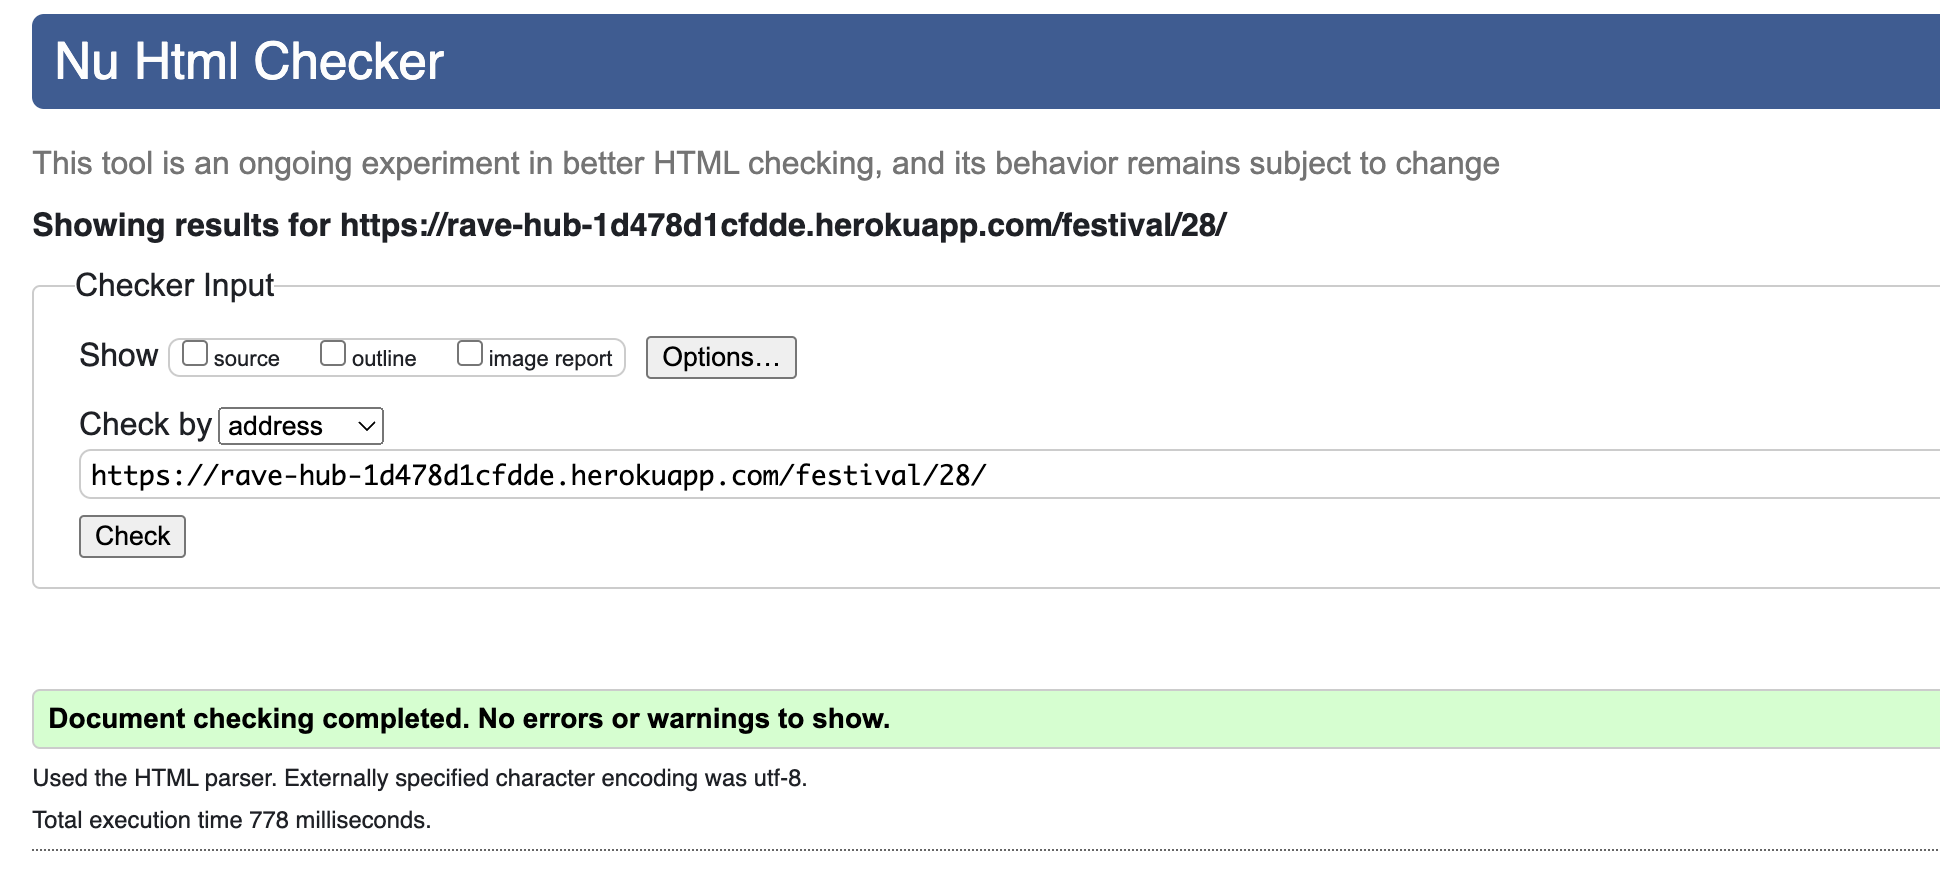 Nu Html Checker
This tool is an ongoing experiment in better HTML checking, and its behavior remains subject to change
Showing results for https://rave-hub-1d478d1cfdde.herokuapp.com/festival/28/
Checker Input
Show source outline image report Options…
Check by address
https://rave-hub-1d478d1cfdde.herokuapp.com/festival/28/
Check
Document checking completed. No errors or warnings to show.
Used the HTML parser. Externally specified character encoding was utf-8.
Total execution time 778 milliseconds.